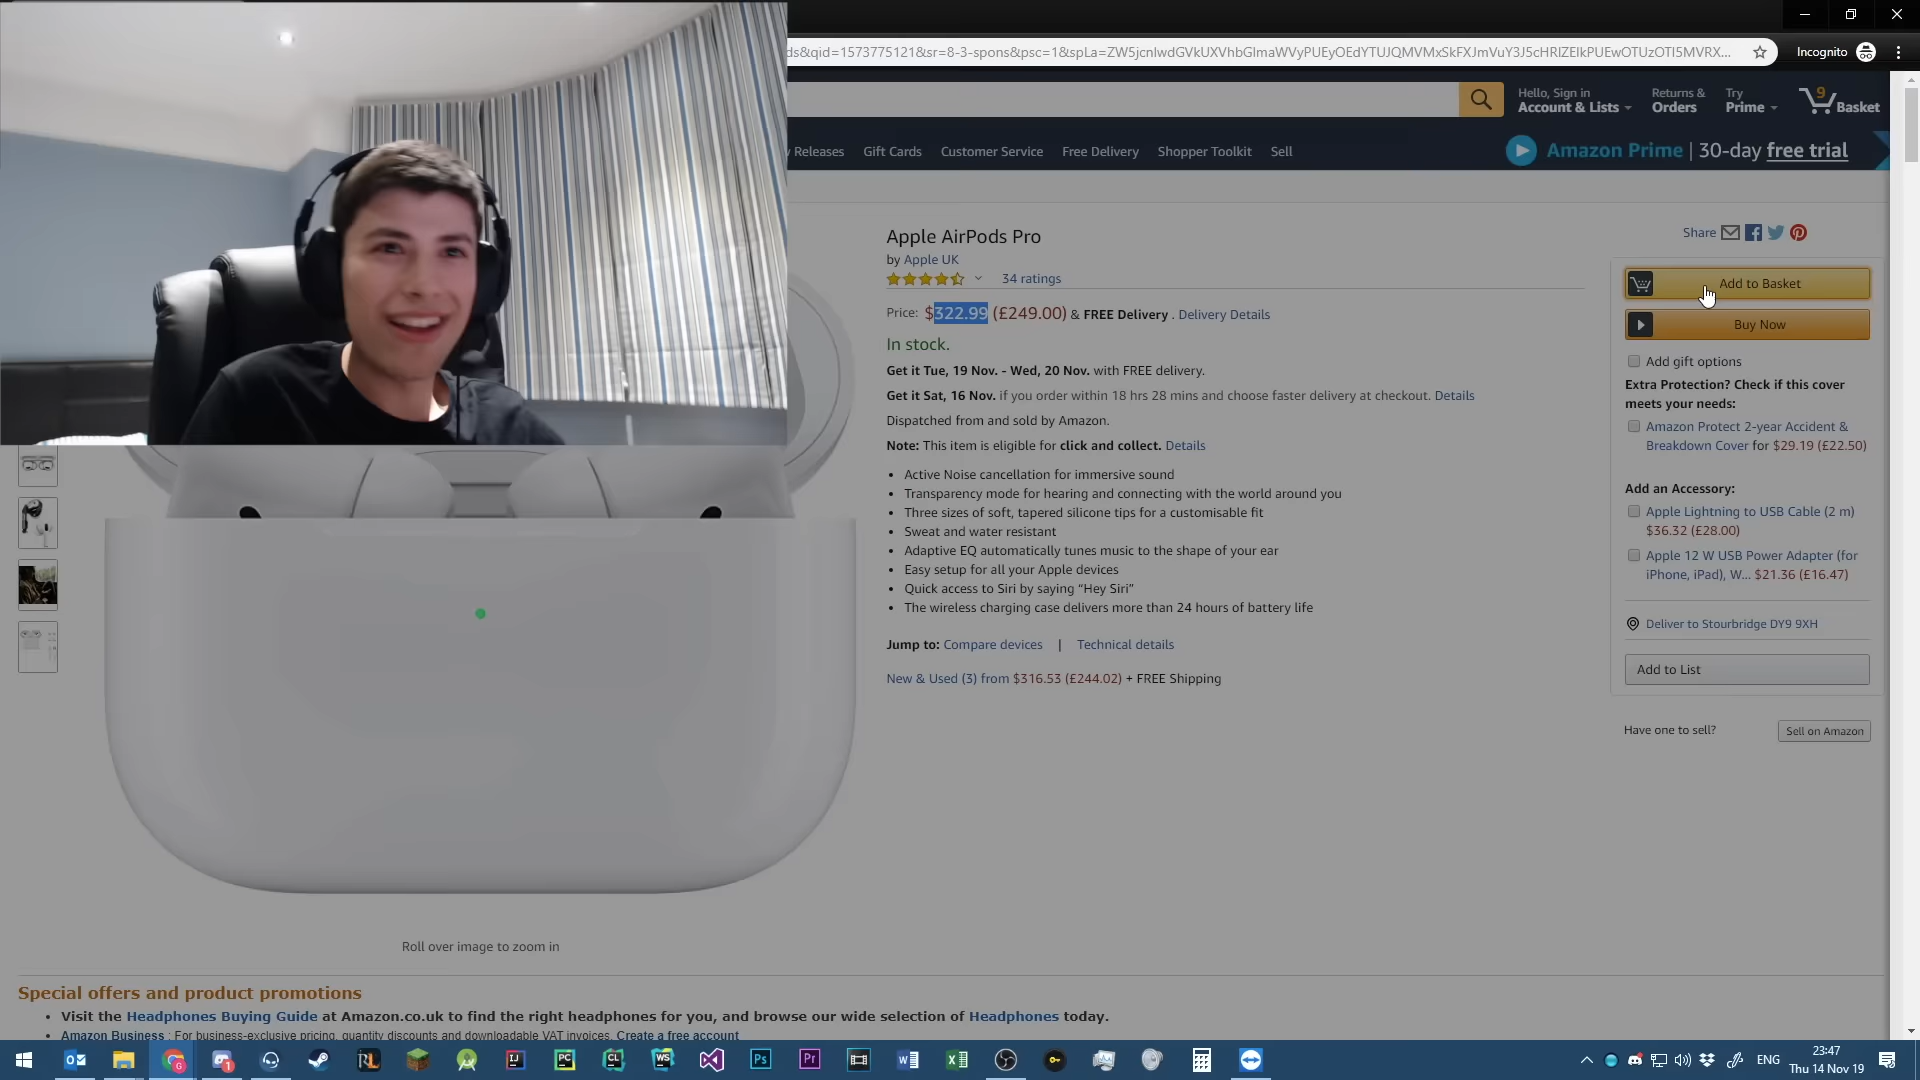 ds&qid=1573775121&sr=8-3-spons&psc=1&spLa=ZW5jcnlwdGVkUXVhbGlmaWVyPUEyOEdYTUJQMVMxSkFXJmVuY3J5cHRlZElkPUEwOTUzOTI5MVRX...
Incognito
Hello, Sign in
Account & Lists
Returns &
Orders
Try
Prime
9
Basket
Releases
Gift Cards
Customer Service
Free Delivery
Shopper Toolkit
Sell
Amazon Prime | 30-day free trial
Apple AirPods Pro
by Apple UK
34 ratings
Price: $322.99 (£249.00) & FREE Delivery . Delivery Details
In stock.
Get it Tue, 19 Nov. - Wed, 20 Nov. with FREE delivery.
Get it Sat, 16 Nov. if you order within 18 hrs 28 mins and choose faster delivery at checkout. Details
Dispatched from and sold by Amazon.
Note: This item is eligible for click and collect. Details
• Active Noise cancellation for immersive sound
• Transparency mode for hearing and connecting with the world around you
• Three sizes of soft, tapered silicone tips for a customisable fit
• Sweat and water resistant
• Adaptive EQ automatically tunes music to the shape of your ear
• Easy setup for all your Apple devices
• Quick access to Siri by saying “Hey Siri”
• The wireless charging case delivers more than 24 hours of battery life
Jump to: Compare devices | Technical details
New & Used (3) from $316.53 (£244.02) + FREE Shipping
Share
Add to Basket
Buy Now
Add gift options
Extra Protection? Check if this cover
meets your needs:
Amazon Protect 2-year Accident &
Breakdown Cover for $29.19 (£22.50)
Add an Accessory:
Apple Lightning to USB Cable (2 m)
$36.32 (£28.00)
Apple 12 W USB Power Adapter (for
iPhone, iPad), W... $21.36 (£16.47)
Deliver to Stourbridge DY9 9XH
Add to List
Have one to sell?
Sell on Amazon
Roll over image to zoom in
Special offers and product promotions
• Visit the Headphones Buying Guide at Amazon.co.uk to find the right headphones for you, and browse our wide selection of Headphones today.
• Amazon Business : For business-exclusive pricing, quantity discounts and downloadable VAT invoices. Create a free account
ENG
23:47
Thu 14 Nov 19